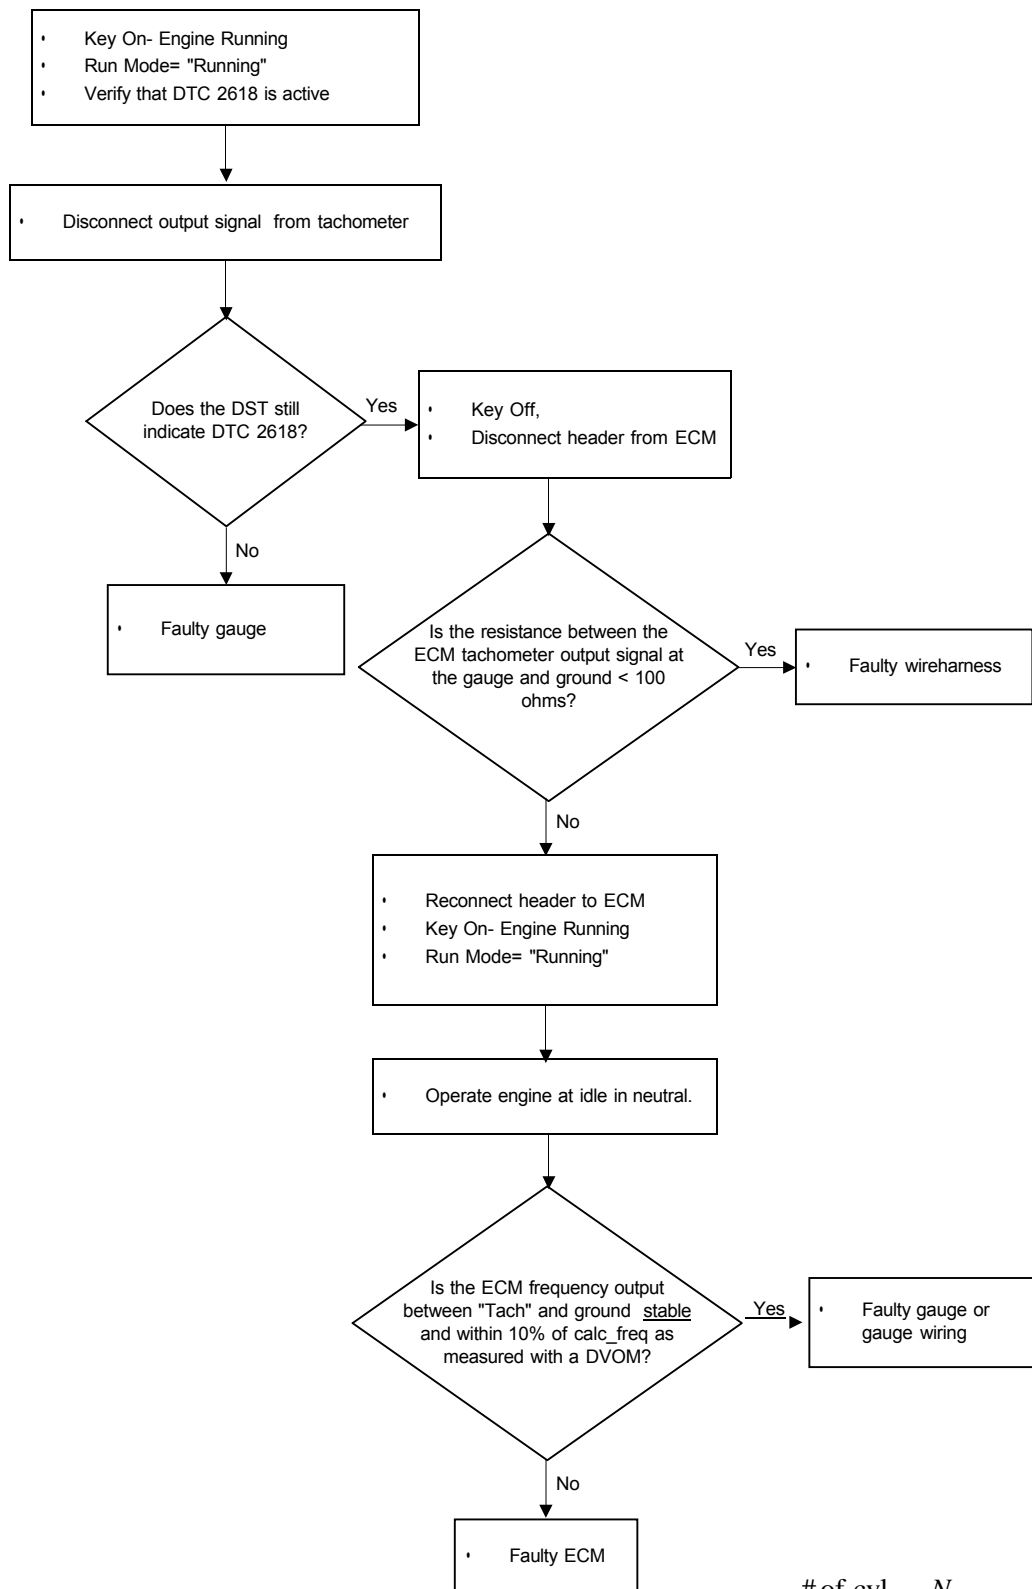 • Key On- Engine Running
• Run Mode= "Running"
• Verify that DTC 2618 is active
• Disconnect output signal from tachometer
Does the DST still
indicate DTC 2618?
Yes
• Key Off,
• Disconnect header from ECM
No
• Faulty gauge
Is the resistance between the
ECM tachometer output signal at
the gauge and ground < 100
ohms?
Yes
• Faulty wireharness
No
• Reconnect header to ECM
• Key On- Engine Running
• Run Mode= "Running"
• Operate engine at idle in neutral.
Is the ECM frequency output
between "Tach" and ground stable
and within 10% of calc_freq as
measured with a DVOM?
Yes
• Faulty gauge or
gauge wiring
No
• Faulty ECM
# of cyl N